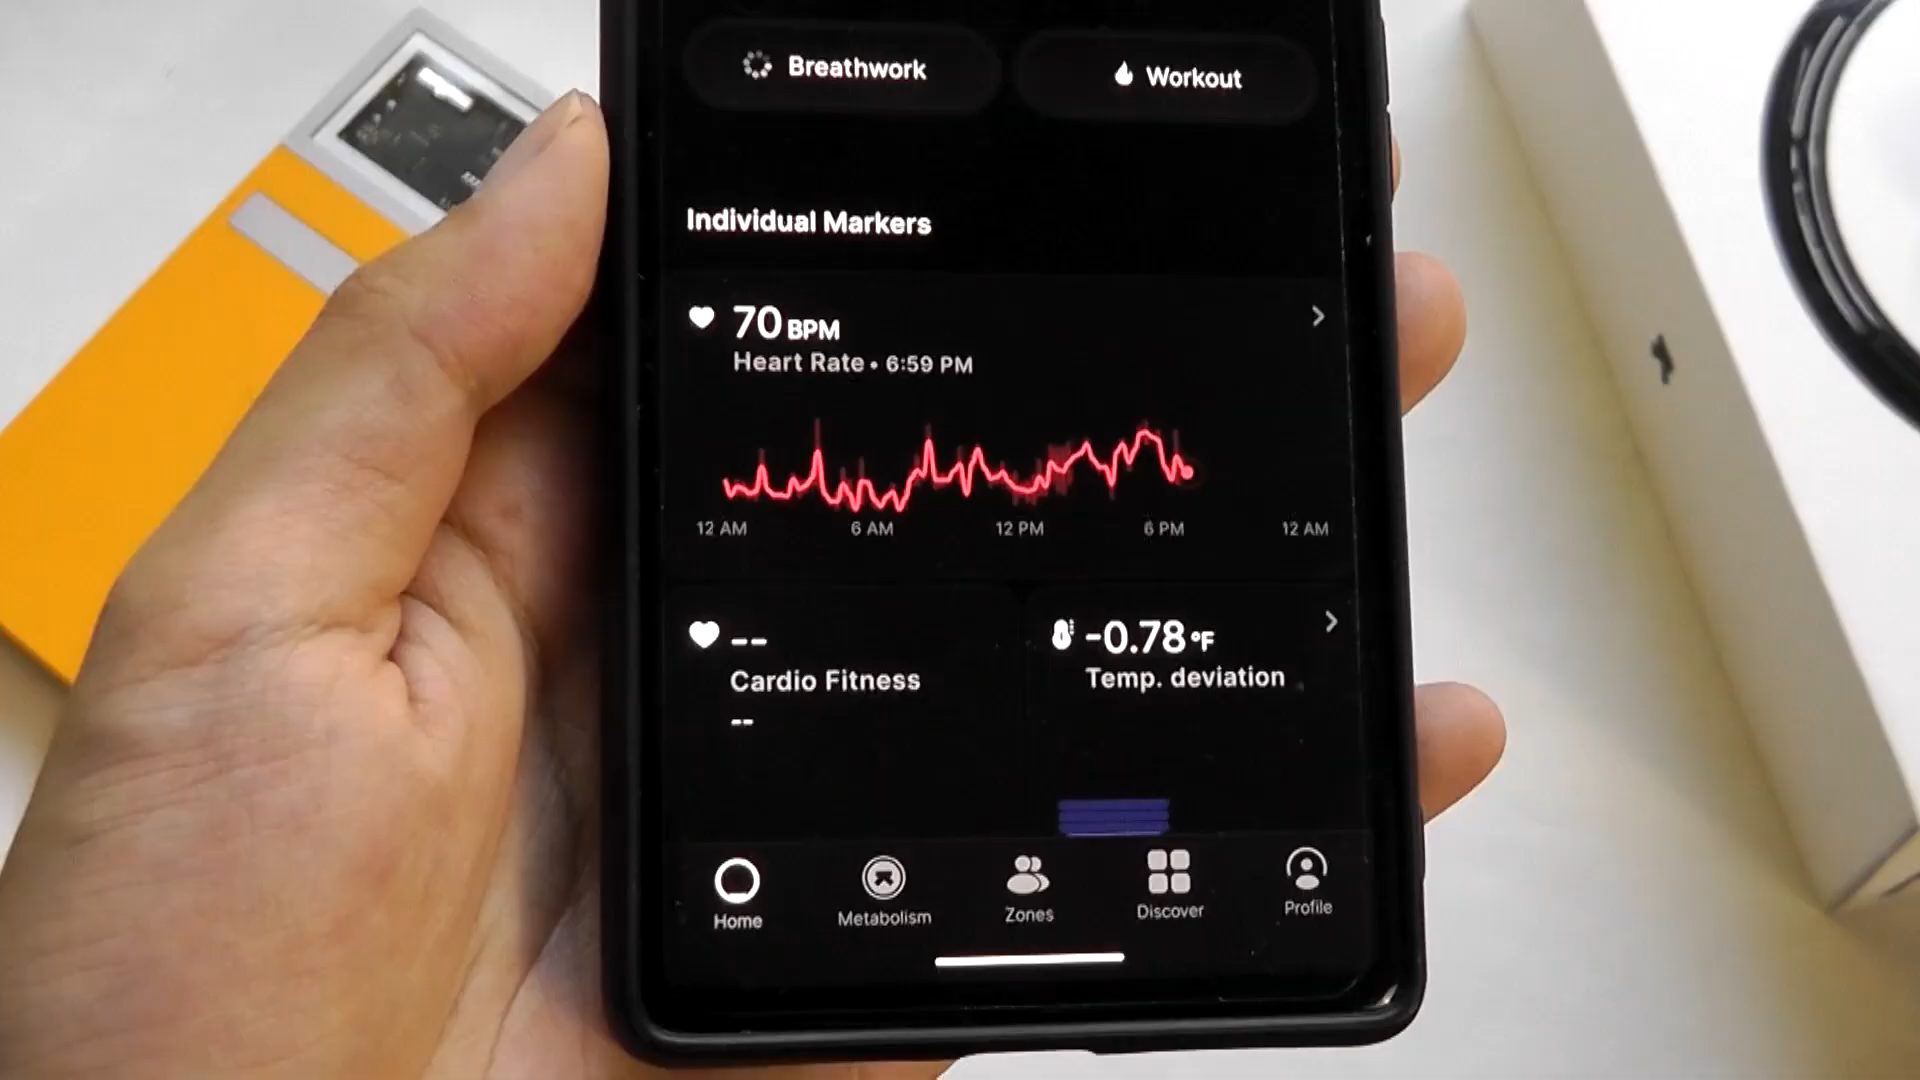 Breathwork
Workout
Individual Markers
70 BPM
Heart Rate • 6:59 PM
12 AM 6 AM 12 PM 6 PM 12 AM
--
Cardio Fitness
--
-0.78 °F
Temp. deviation
Home Metabolism Zones Discover Profile